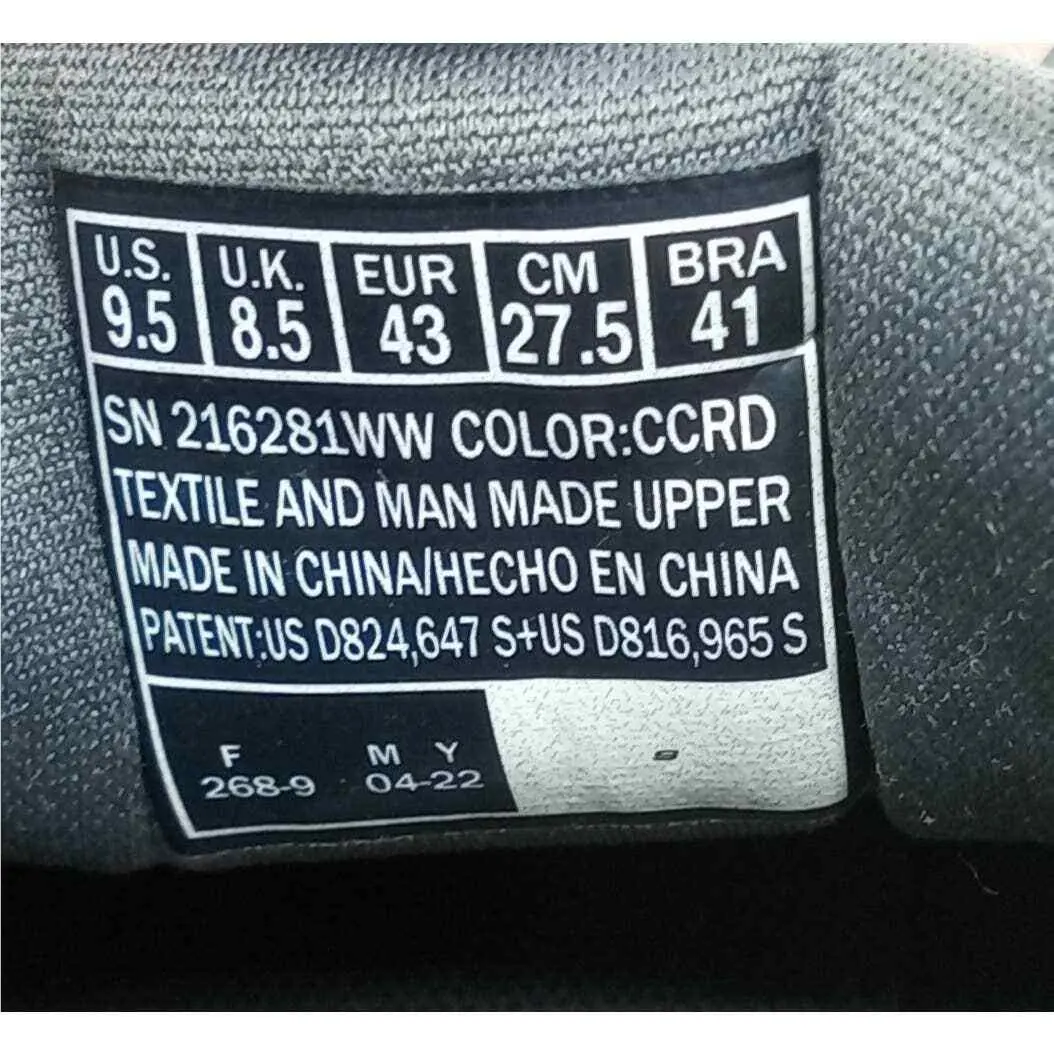 U.S. U.K. EUR CM BRA
9.5 8.5 43 27.5 41
SN 216281WW COLOR:CCRD
TEXTILE AND MAN MADE UPPER
MADE IN CHINA/HECHO EN CHINA
PATENT:US D824,647 S+US D816,965 S
F M Y
268-9 04-22